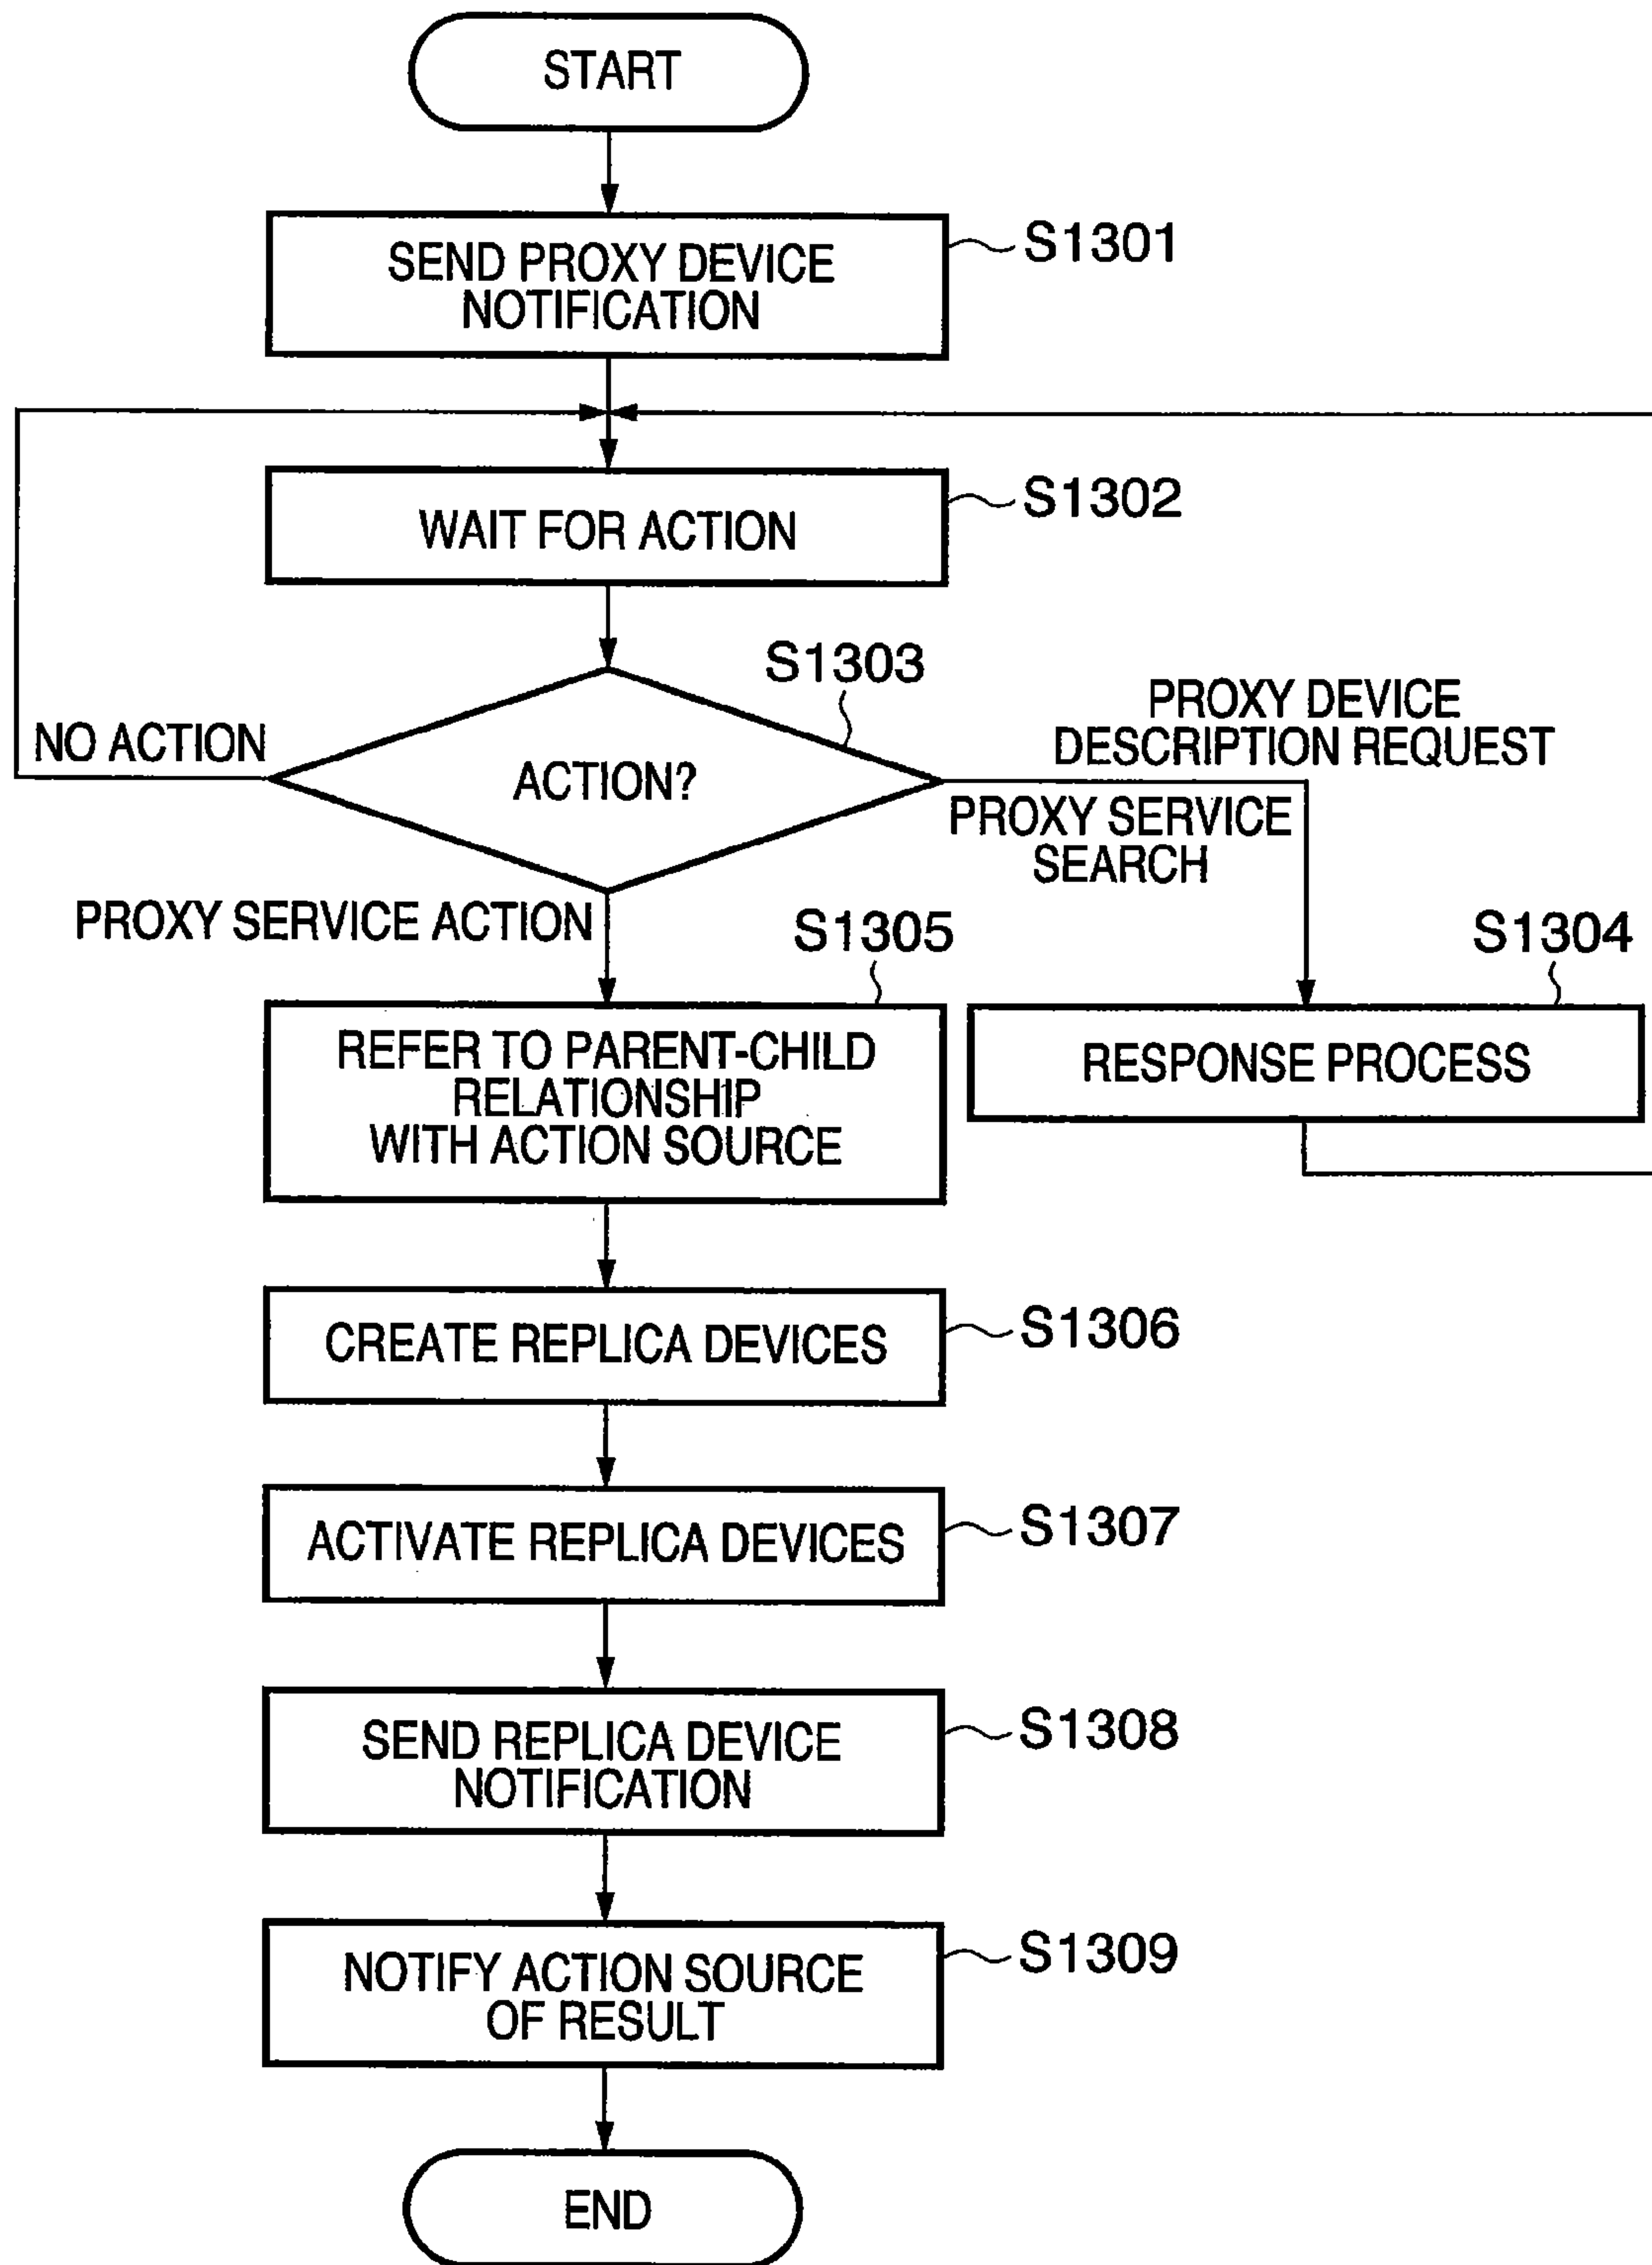 START
SEND PROXY DEVICE
NOTIFICATION
S1301
WAIT FOR ACTION
S1302
S1303
ACTION?
NO ACTION
PROXY DEVICE
DESCRIPTION REQUEST
PROXY SERVICE
SEARCH
PROXY SERVICE ACTION
S1305
REFER TO PARENT-CHILD
RELATIONSHIP
WITH ACTION SOURCE
S1304
RESPONSE PROCESS
CREATE REPLICA DEVICES
S1306
ACTIVATE REPLICA DEVICES
S1307
SEND REPLICA DEVICE
NOTIFICATION
S1308
NOTIFY ACTION SOURCE
OF RESULT
S1309
END